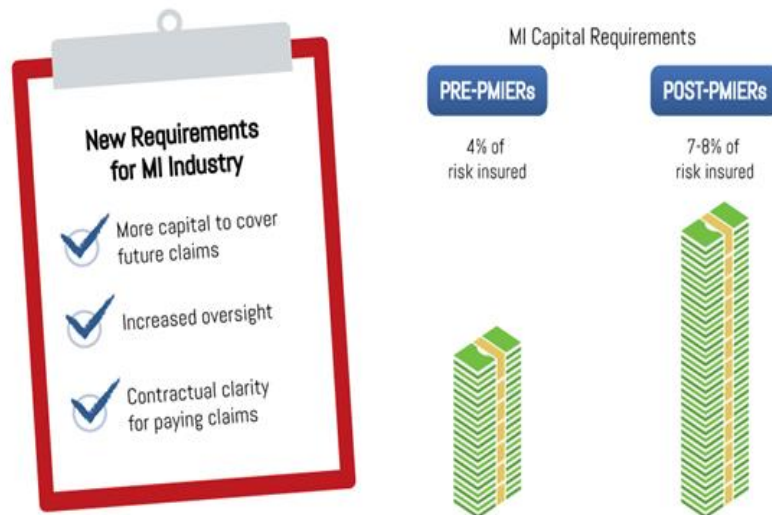 New Requirements
for MI Industry
More capital to cover
future claims
Increased oversight
Contractual clarity
for paying claims
MI Capital Requirements
PRE-PMIERs
4% of
risk insured
POST-PMIERs
7-8% of
risk insured